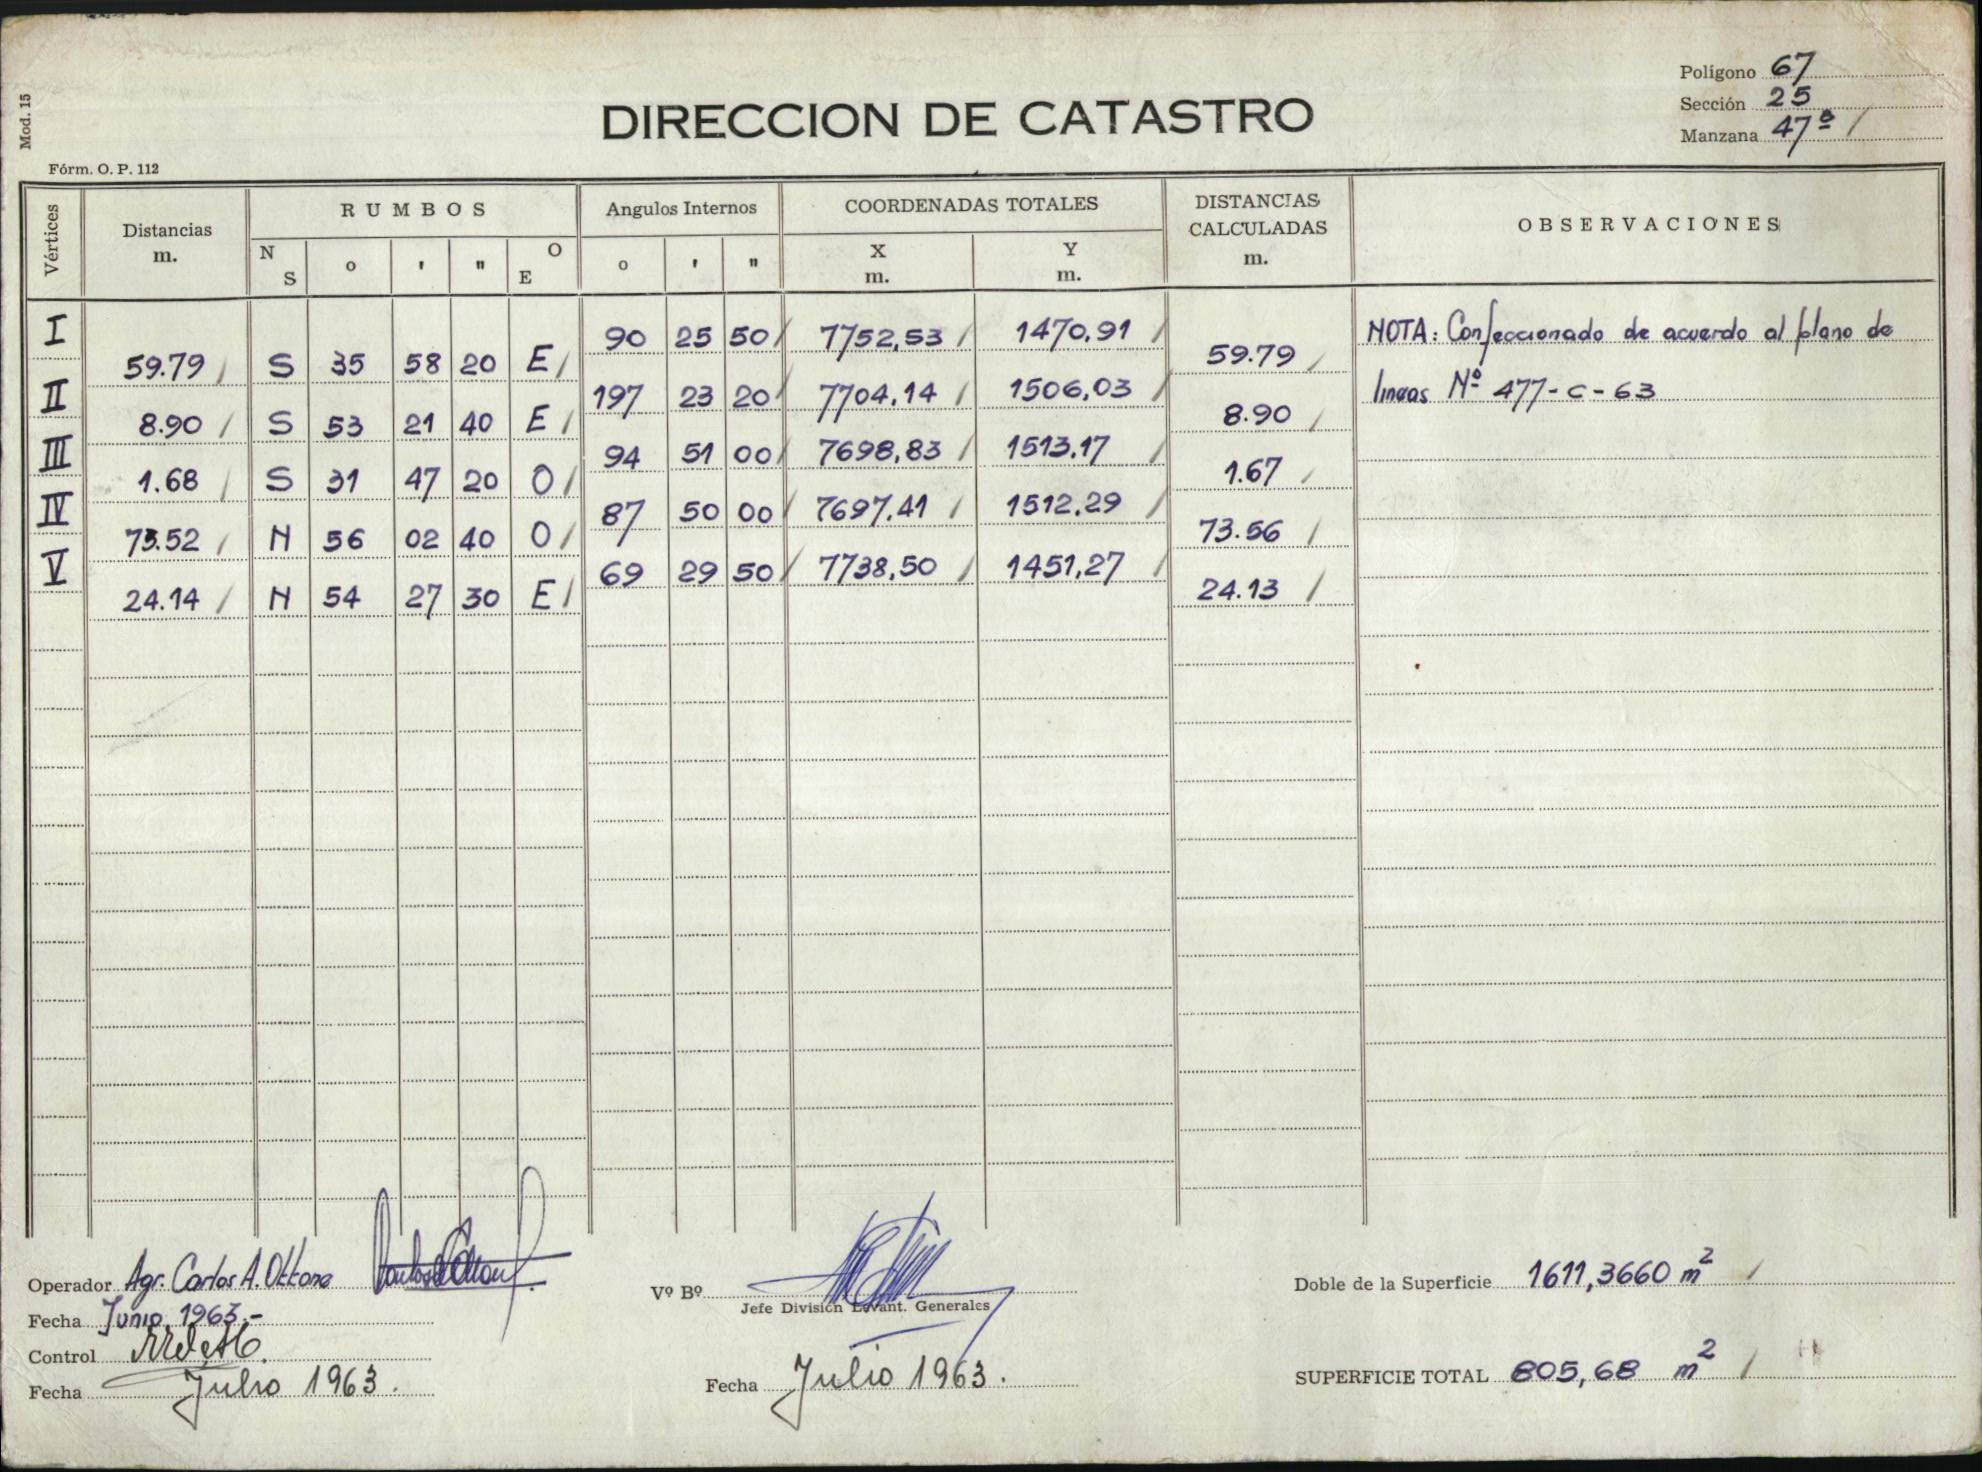 Mod. 15
Polígono 67
Sección 25
Manzana 47ª
DIRECCION DE CATASTRO
Fórm. O. P. 112
Vértices Distancias m. RUMBOS N S o ' " O E Angulos Internos o ' " COORDENADAS TOTALES X m. Y m. DISTANCIAS CALCULADAS m. OBSERVACIONES
I 90 25 50 7752,53 1470,91 NOTA: Confeccionado de acuerdo al plano de
59.79 S 35 58 20 E 59.79
II 197 23 20 7704,14 1506,03 lineas Nº 477-C-63
8.90 S 53 21 40 E 8.90
III 94 51 00 7698,83 1513,17
1.68 S 31 47 20 O 1.67
IV 87 50 00 7697,41 1512,29
73.52 N 56 02 40 O 73.56
V 69 29 50 7738,50 1451,27
24.14 N 54 27 30 E 24.13
Operador Agr. Carlos A. Ottone
Vº Bº
Jefe División Levant. Generales
Doble de la Superficie 1611,3660 m²
Fecha Junio, 1963.-
Control
Fecha Julio 1963.
Fecha Julio 1963.
SUPERFICIE TOTAL 805,68 m²